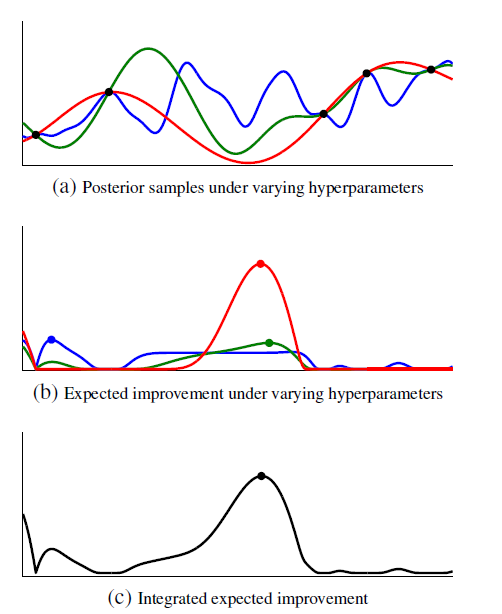 (a) Posterior samples under varying hyperparameters
(b) Expected improvement under varying hyperparameters
(c) Integrated expected improvement